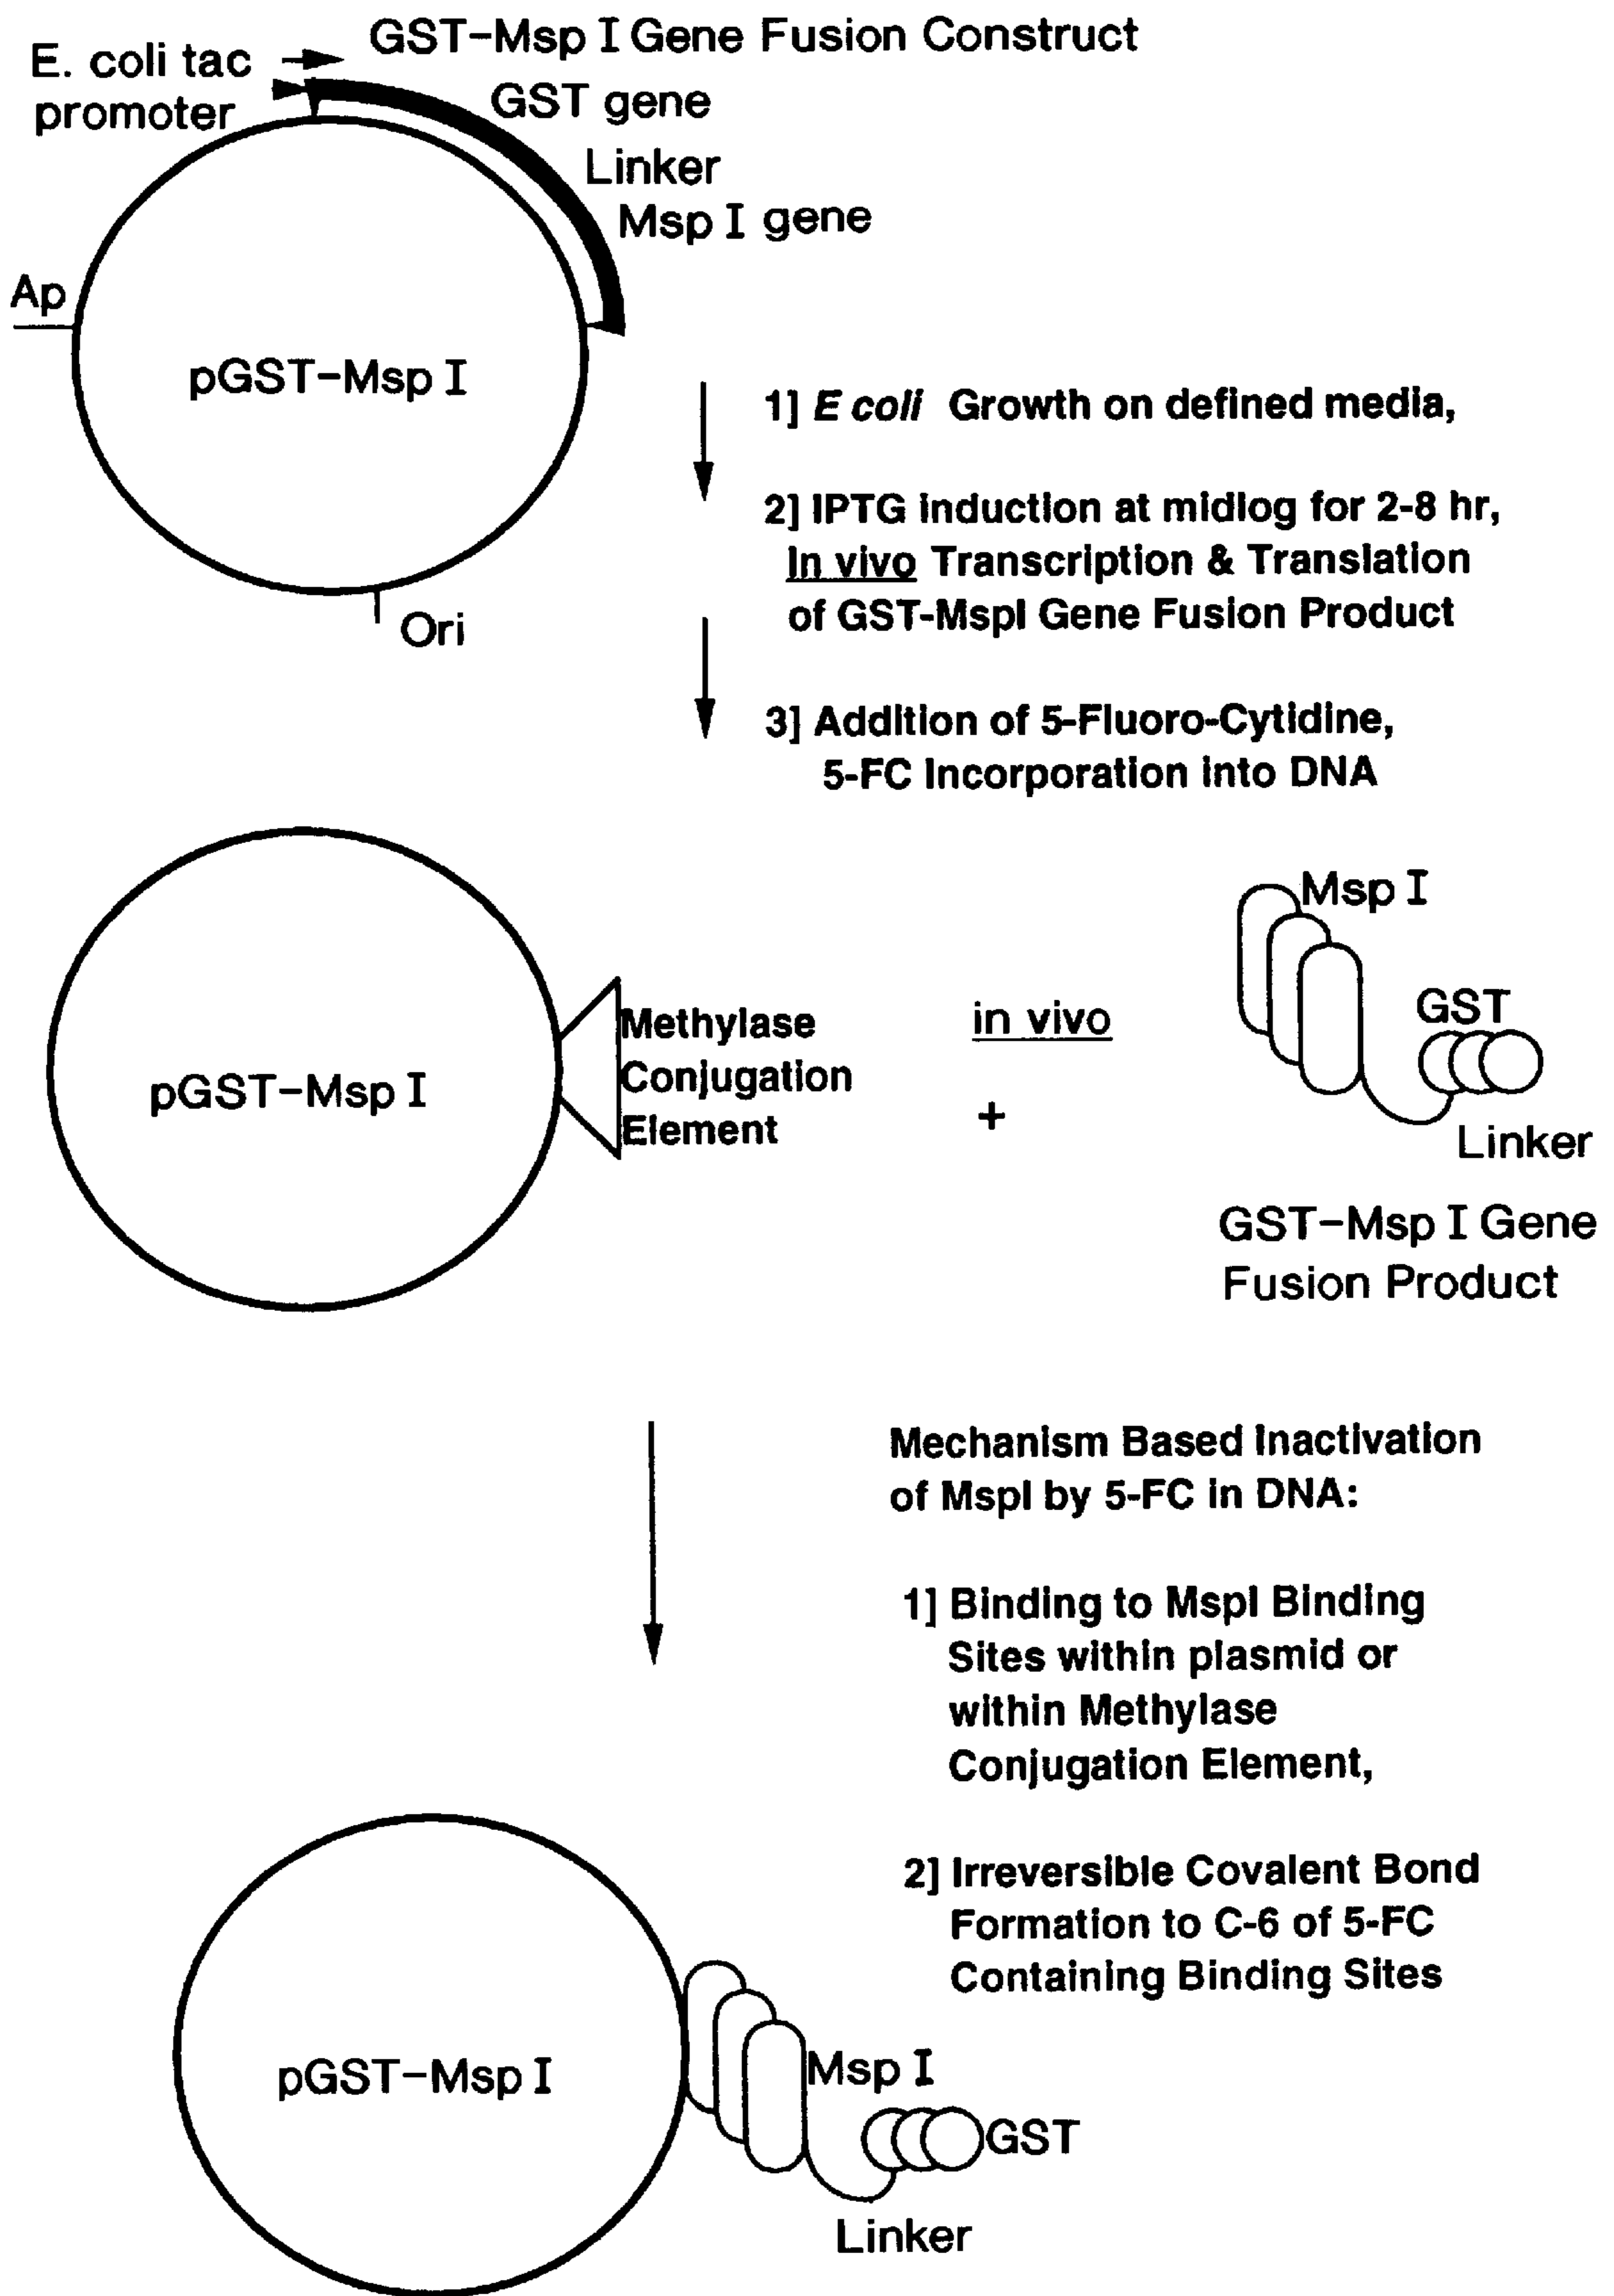 GST-Msp I Gene Fusion Construct
E. coli tac
promoter
GST gene
Linker
Msp I gene
Ap
pGST-Msp I
Ori
1] E coli Growth on defined media,
2] IPTG Induction at midlog for 2-8 hr,
In vivo Transcription & Translation
of GST-MspI Gene Fusion Product
3] Addition of 5-Fluoro-Cytidine,
5-FC Incorporation into DNA
pGST-Msp I
Methylase
Conjugation
Element
in vivo
+
Msp I
GST
Linker
GST-Msp I Gene
Fusion Product
Mechanism Based Inactivation
of MspI by 5-FC in DNA:
1] Binding to MspI Binding
Sites within plasmid or
within Methylase
Conjugation Element,
2] Irreversible Covalent Bond
Formation to C-6 of 5-FC
Containing Binding Sites
pGST-Msp I
Msp I
GST
Linker